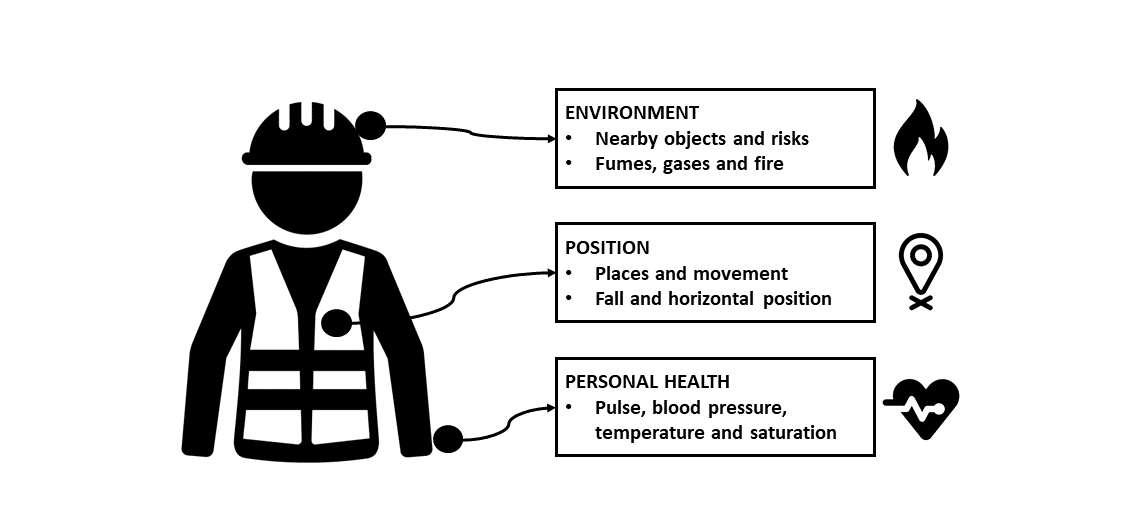 ENVIRONMENT
• Nearby objects and risks
• Fumes, gases and fire
POSITION
• Places and movement
• Fall and horizontal position
PERSONAL HEALTH
• Pulse, blood pressure,
temperature and saturation